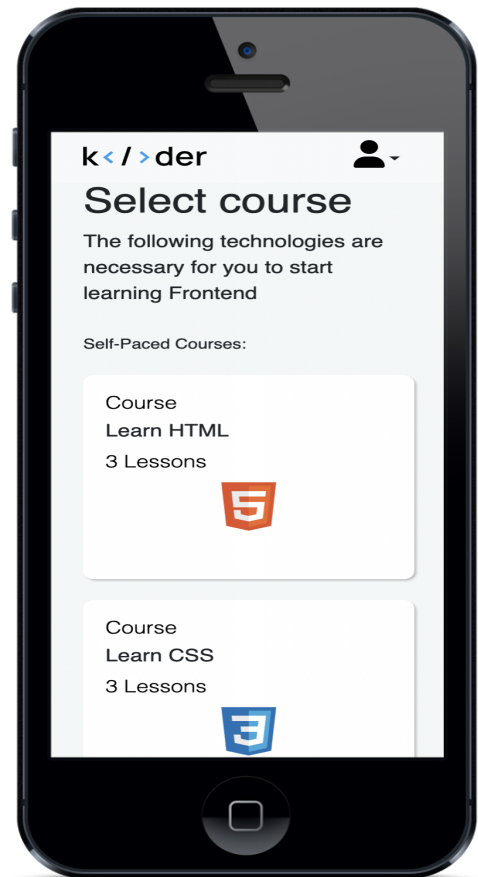 k</>der
Select course
The following technologies are
necessary for you to start
learning Frontend
Self-Paced Courses:
Course
Learn HTML
3 Lessons
5
Course
Learn CSS
3 Lessons
3